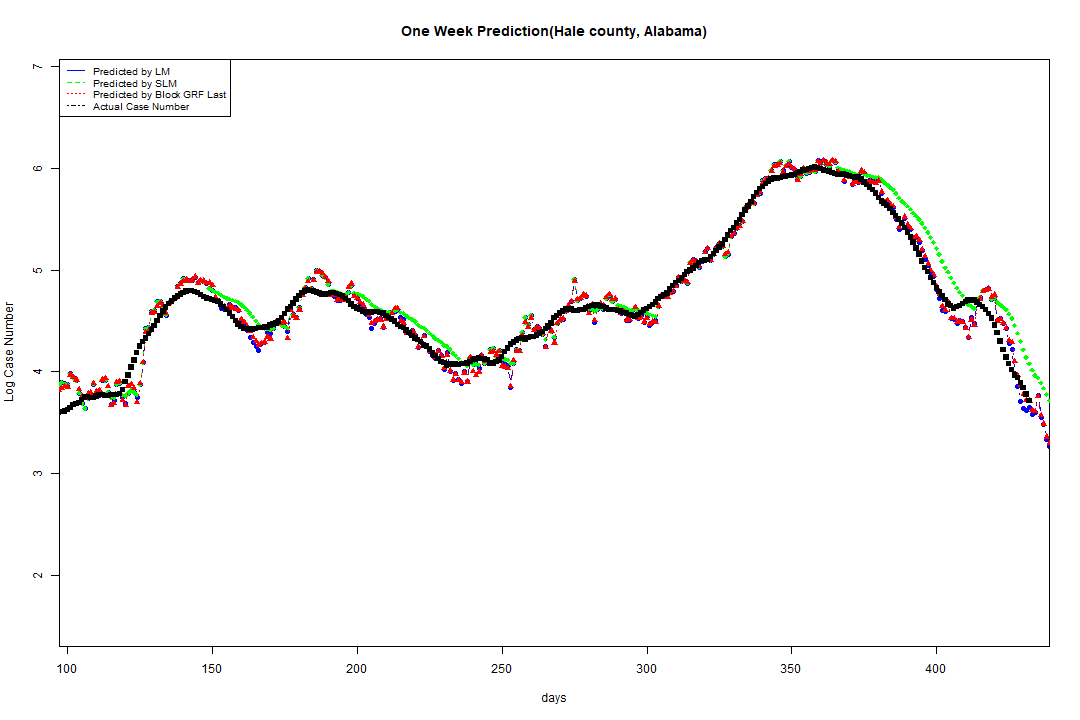 One Week Prediction(Hale county, Alabama)
Predicted by LM
Predicted by SLM
Predicted by Block GRF Last
Actual Case Number
7
6
5
4
3
2
Log Case Number
100 150 200 250 300 350 400
days